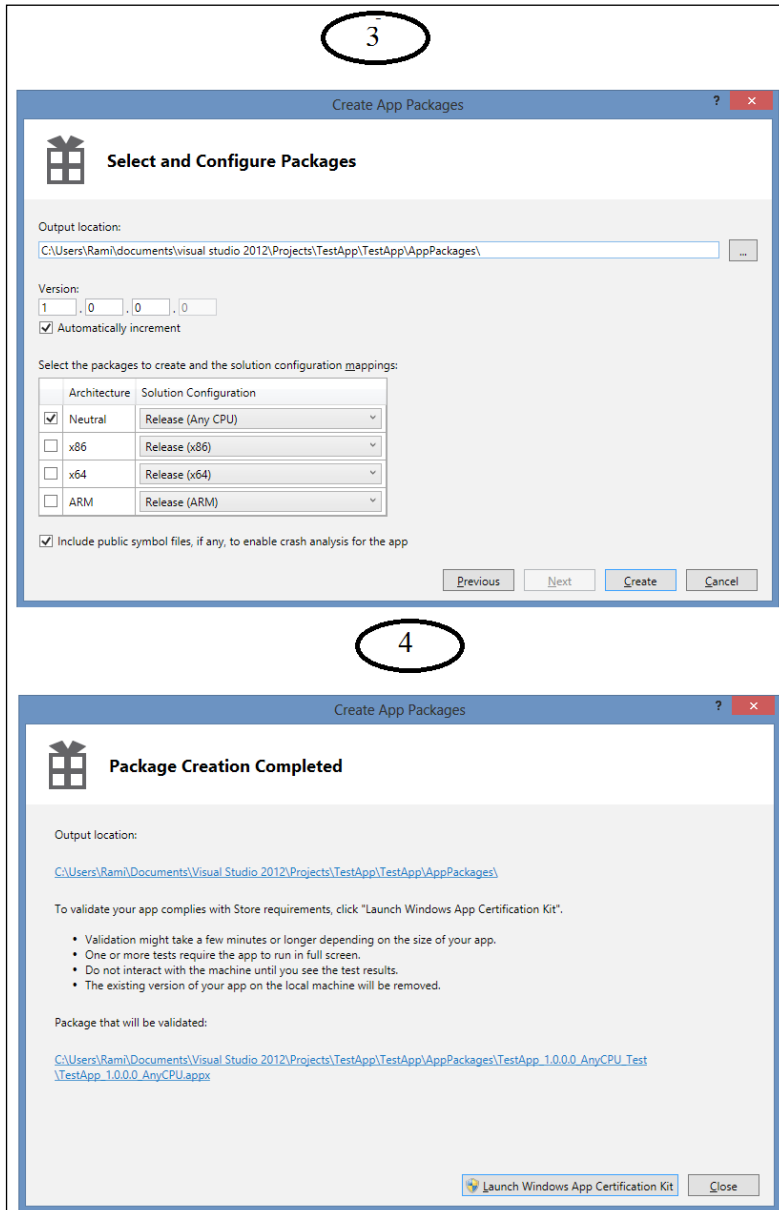 3
Create App Packages
?
Select and Configure Packages
Output location:
C:\Users\Rami\documents\visual studio 2012\Projects\TestApp\TestApp\AppPackages\
...
Version:
1 . 0 . 0 . 0
Automatically increment
Select the packages to create and the solution configuration mappings:
Architecture Solution Configuration
Neutral Release (Any CPU)
x86 Release (x86)
x64 Release (x64)
ARM Release (ARM)
Include public symbol files, if any, to enable crash analysis for the app
Previous Next Create Cancel
4
Create App Packages
?
Package Creation Completed
Output location:
C:\Users\Rami\Documents\Visual Studio 2012\Projects\TestApp\TestApp\AppPackages\
To validate your app complies with Store requirements, click "Launch Windows App Certification Kit".
• Validation might take a few minutes or longer depending on the size of your app.
• One or more tests require the app to run in full screen.
• Do not interact with the machine until you see the test results.
• The existing version of your app on the local machine will be removed.
Package that will be validated:
C:\Users\Rami\Documents\Visual Studio 2012\Projects\TestApp\TestApp\AppPackages\TestApp_1.0.0.0_AnyCPU_Test
\TestApp_1.0.0.0_AnyCPU.appx
Launch Windows App Certification Kit Close